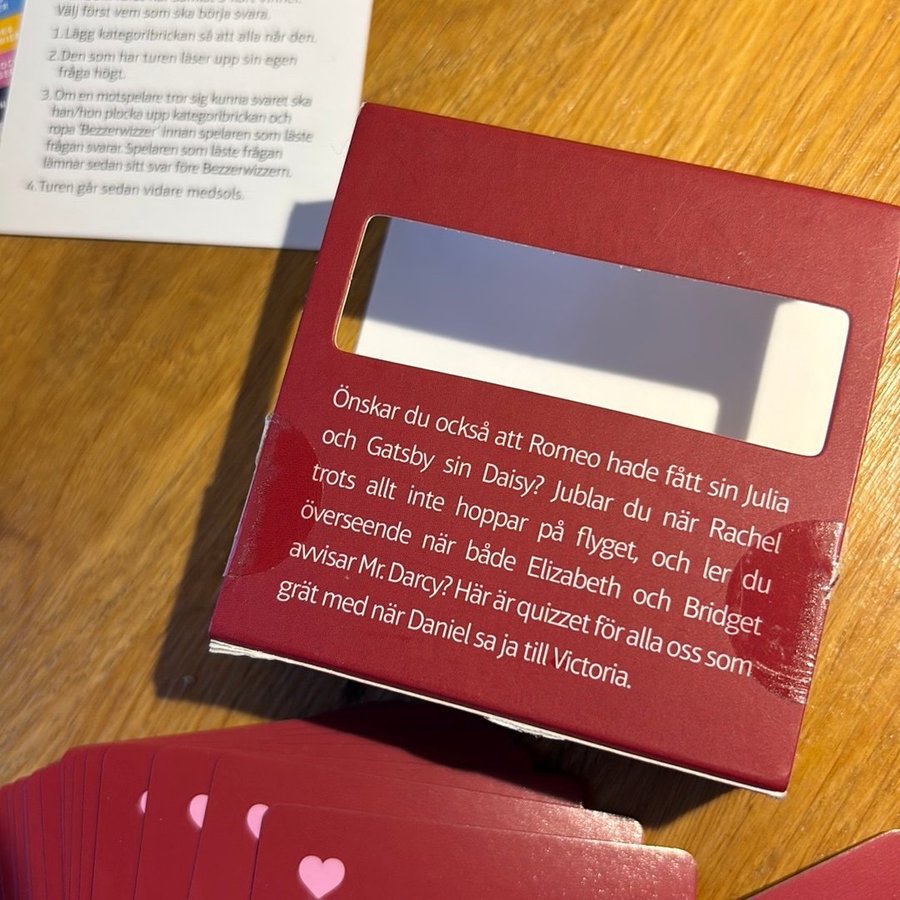 Välj först vem som ska börja svara.
1. Lägg kategoribrickan så att alla når den.
2. Den som har turen läser upp sin egen
fråga högt.
3. Om en motspelare tror sig kunna svaret ska
han/hon plocka upp kategoribrickan och
ropa 'Bezzerwizzer' innan spelaren som läste
frågan svarar. Spelaren som läste frågan
lämnar sedan sitt svar före Bezzerwizzern.
4. Turen går sedan vidare medsols.
Önskar du också att Romeo hade fått sin Julia
och Gatsby sin Daisy? Jublar du när Rachel
trots allt inte hoppar på flyget, och ler du
överseende när både Elizabeth och Bridget
avvisar Mr. Darcy? Här är quizzet för alla oss som
grät med när Daniel sa ja till Victoria.